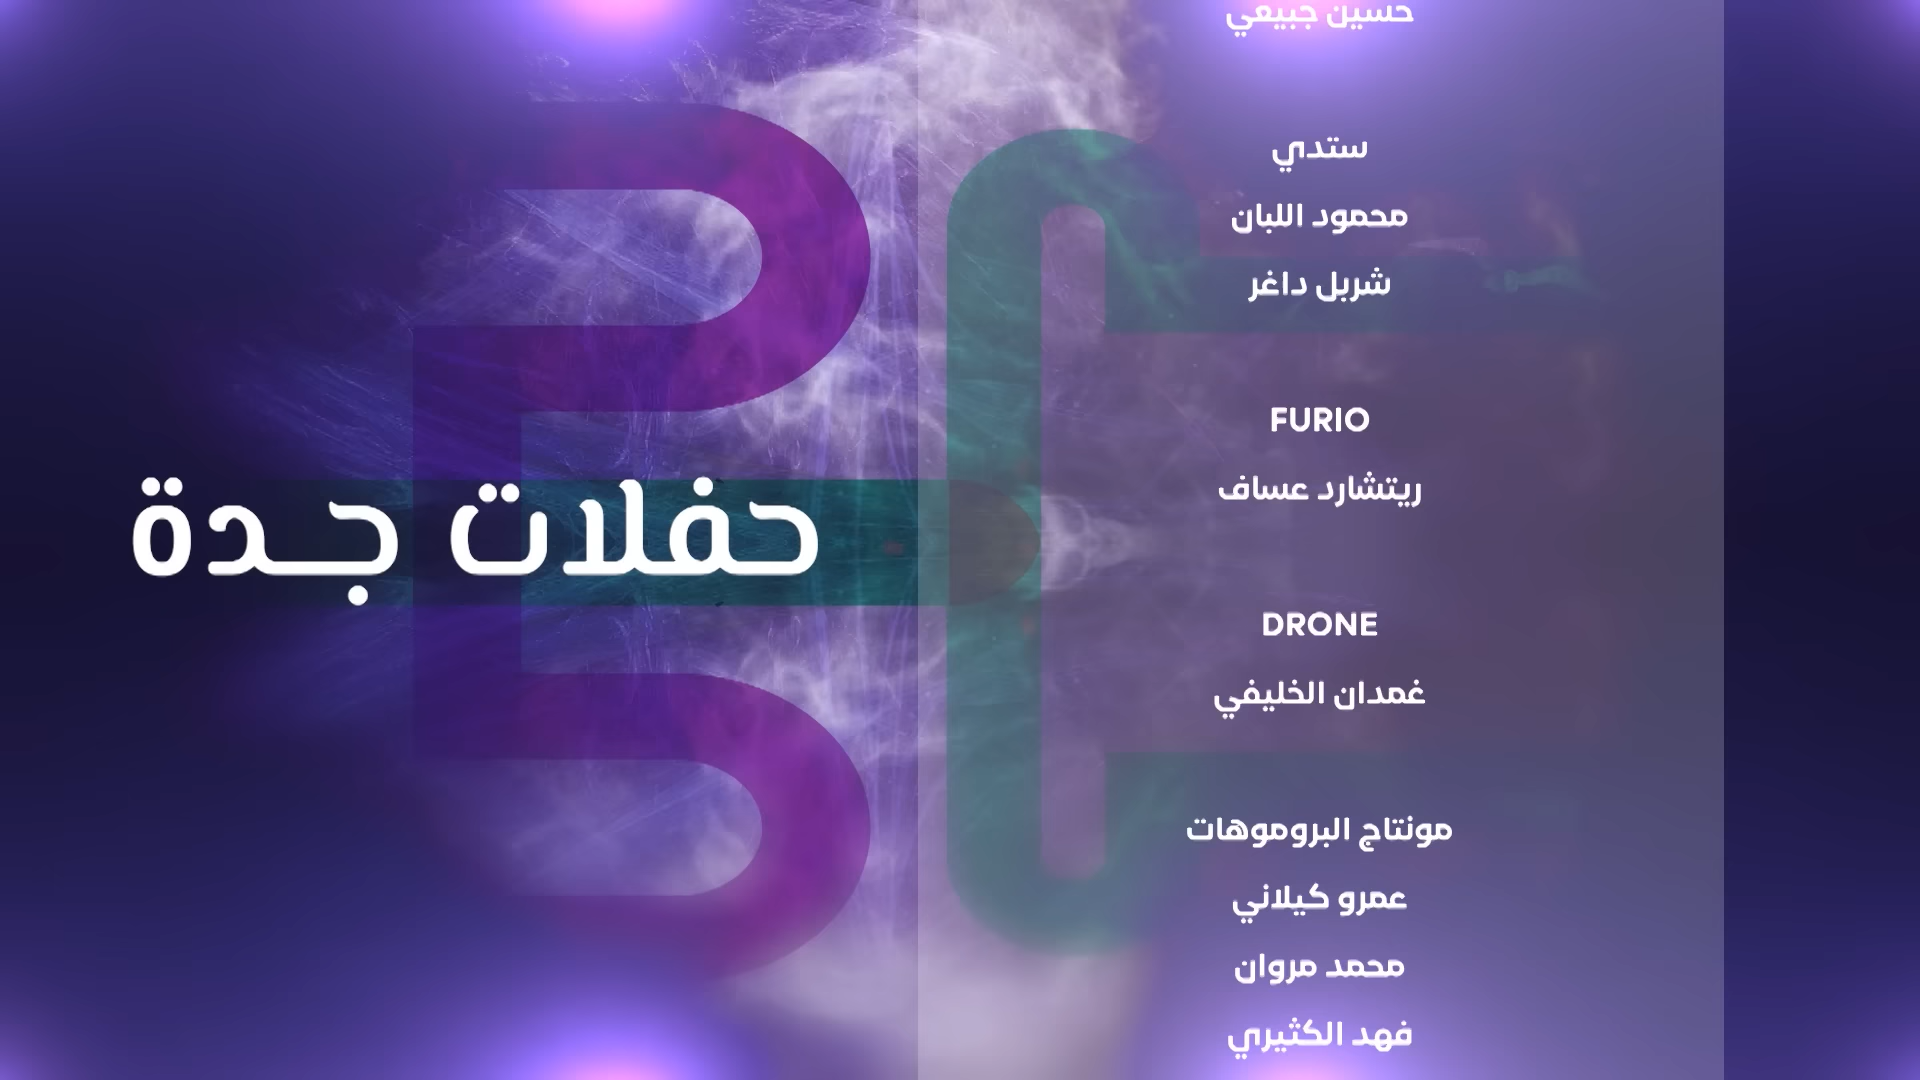 حفلات جـدة
حسين جبيعي
ستدي
محمود اللبان
شربل داغر
FURIO
ريتشارد عساف
DRONE
غمدان الخليفي
مونتاج البروموهات
عمرو كيلاني
محمد مروان
فهد الكثيري